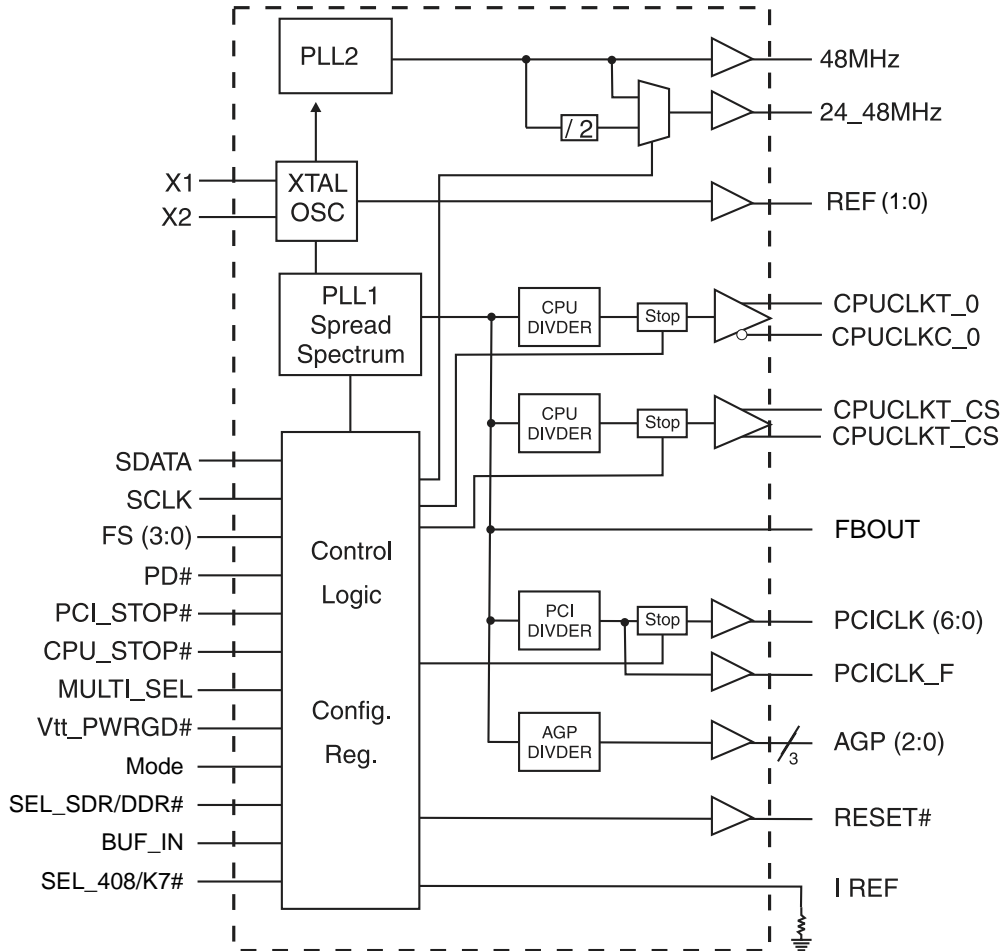 PLL2
48MHz
/ 2
24_48MHz
X1
X2
XTAL
OSC
REF (1:0)
PLL1
Spread
Spectrum
CPU
DIVDER
Stop
CPUCLKT_0
CPUCLKC_0
CPU
DIVDER
Stop
CPUCLKT_CS
CPUCLKT_CS
SDATA
SCLK
FS (3:0)
PD#
PCI_STOP#
CPU_STOP#
MULTI_SEL
Vtt_PWRGD#
Mode
SEL_SDR/DDR#
BUF_IN
SEL_408/K7#
Control
Logic
Config.
Reg.
FBOUT
PCI
DIVDER
Stop
PCICLK (6:0)
PCICLK_F
AGP
DIVDER
3
AGP (2:0)
RESET#
I REF